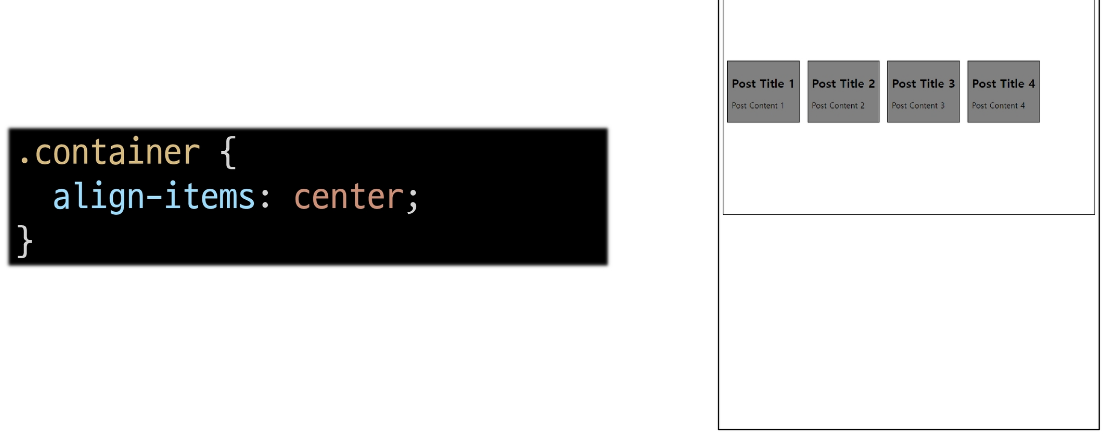 .container {
  align-items: center;
}
Post Title 1 Post Title 2 Post Title 3 Post Title 4
Post Content 1 Post Content 2 Post Content 3 Post Content 4